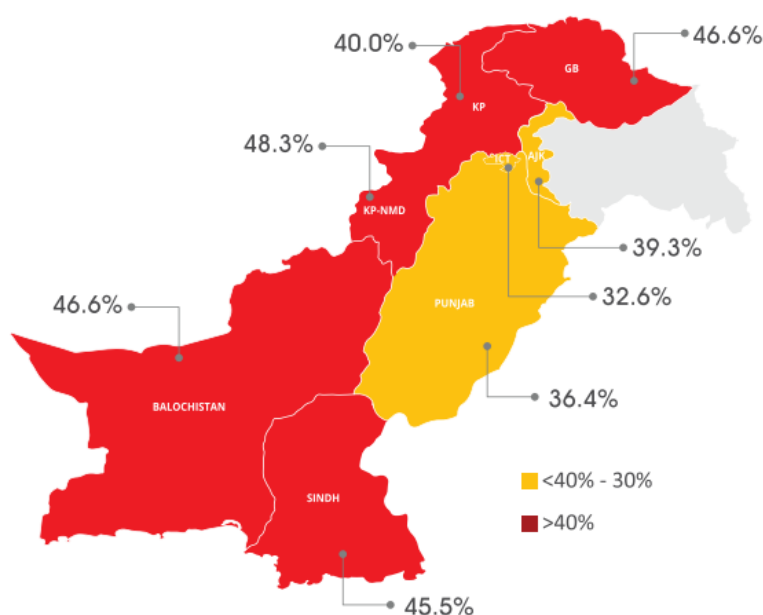 40.0%
46.6%
GB
KP
48.3%
ICT
AJK
KP-NMD
39.3%
32.6%
PUNJAB
46.6%
36.4%
BALOCHISTAN
<40% - 30%
SINDH
>40%
45.5%